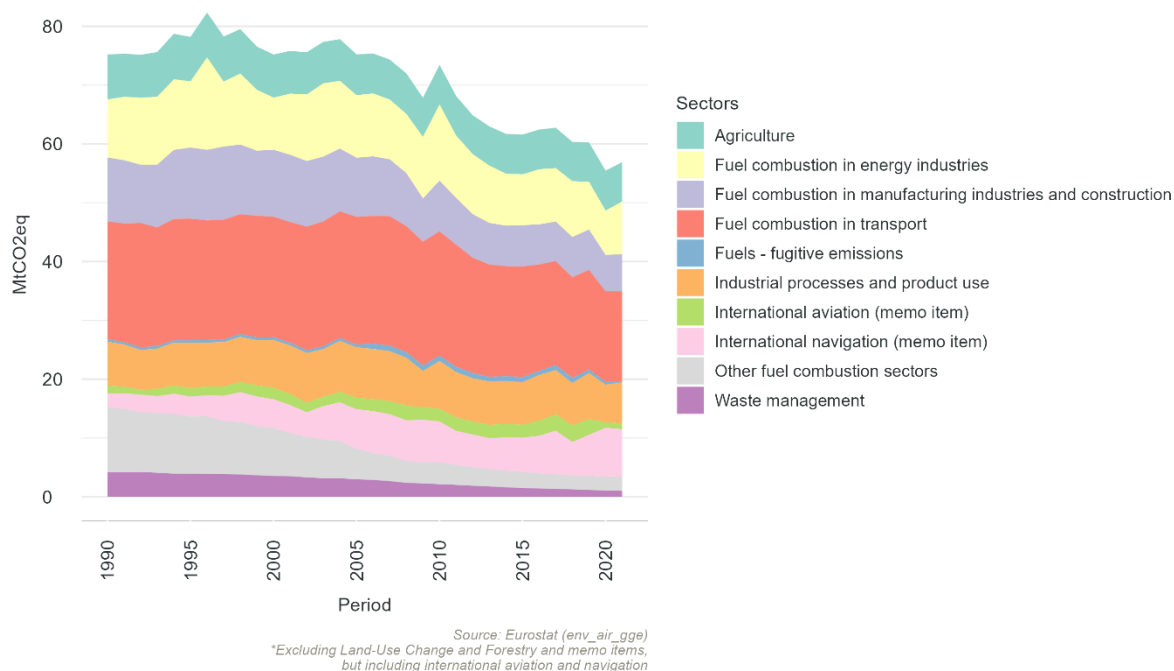 80
60
40
20
0
MtCO2eq
1990
1995
2000
2005
2010
2015
2020
Period
Sectors
Agriculture
Fuel combustion in energy industries
Fuel combustion in manufacturing industries and construction
Fuel combustion in transport
Fuels - fugitive emissions
Industrial processes and product use
International aviation (memo item)
International navigation (memo item)
Other fuel combustion sectors
Waste management
Source: Eurostat (env_air_gge)
*Excluding Land-Use Change and Forestry and memo items,
but including international aviation and navigation